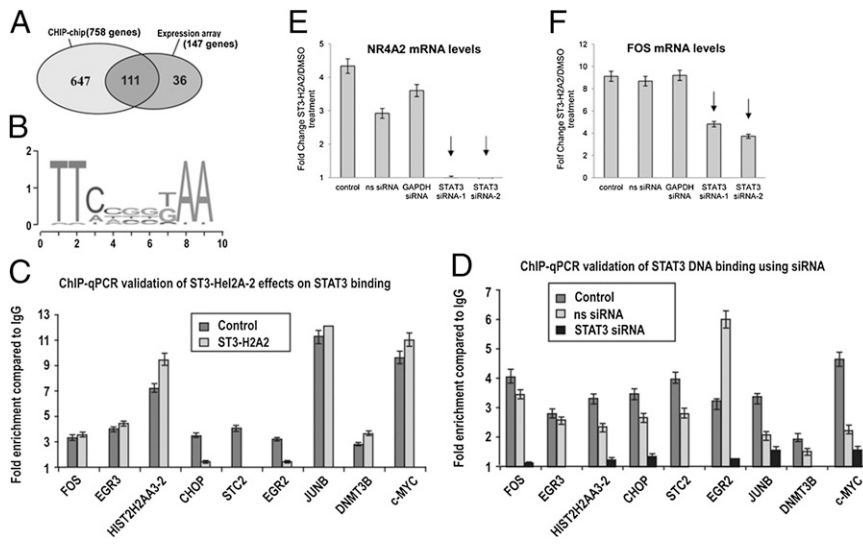 A
CHIP-chip(758 genes)
Expression array
(147 genes)
647
111
36
B
2
1
0
TTCCGGTAA
0 2 4 6 8 10
C
ChIP-qPCR validation of ST3-Hel2A-2 effects on STAT3 binding
Fold enrichment compared to IgG
13
11
9
7
5
3
1
Control
ST3-H2A2
FOS
EGR3
HIST2H2AA3-2
CHOP
STC2
EGR2
JUNB
DNMT3B
c-MYC
D
ChIP-qPCR validation of STAT3 DNA binding using siRNA
Fold enrichment compared to IgG
7
6
5
4
3
2
1
Control
ns siRNA
STAT3 siRNA
FOS
EGR3
HIST2H2AA3-2
CHOP
STC2
EGR2
JUNB
DNMT3B
c-MYC
E
NR4A2 mRNA levels
Fold Change ST3-H2A2/DMSO
treatment
5
4
3
2
1
control
ns siRNA
GAPDH
siRNA
STAT3
siRNA-1
STAT3
siRNA-2
F
FOS mRNA levels
Folf Change ST3-H2A2/DMSO
treatment
12
10
8
6
4
2
0
control
ns siRNA
GAPDH
siRNA
STAT3
siRNA-1
STAT3
siRNA-2